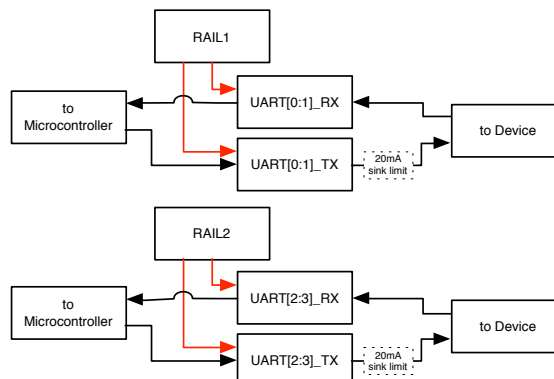 RAIL1
to
Microcontroller
UART[0:1]_RX
to Device
UART[0:1]_TX
20mA
sink limit
RAIL2
to
Microcontroller
UART[2:3]_RX
to Device
UART[2:3]_TX
20mA
sink limit